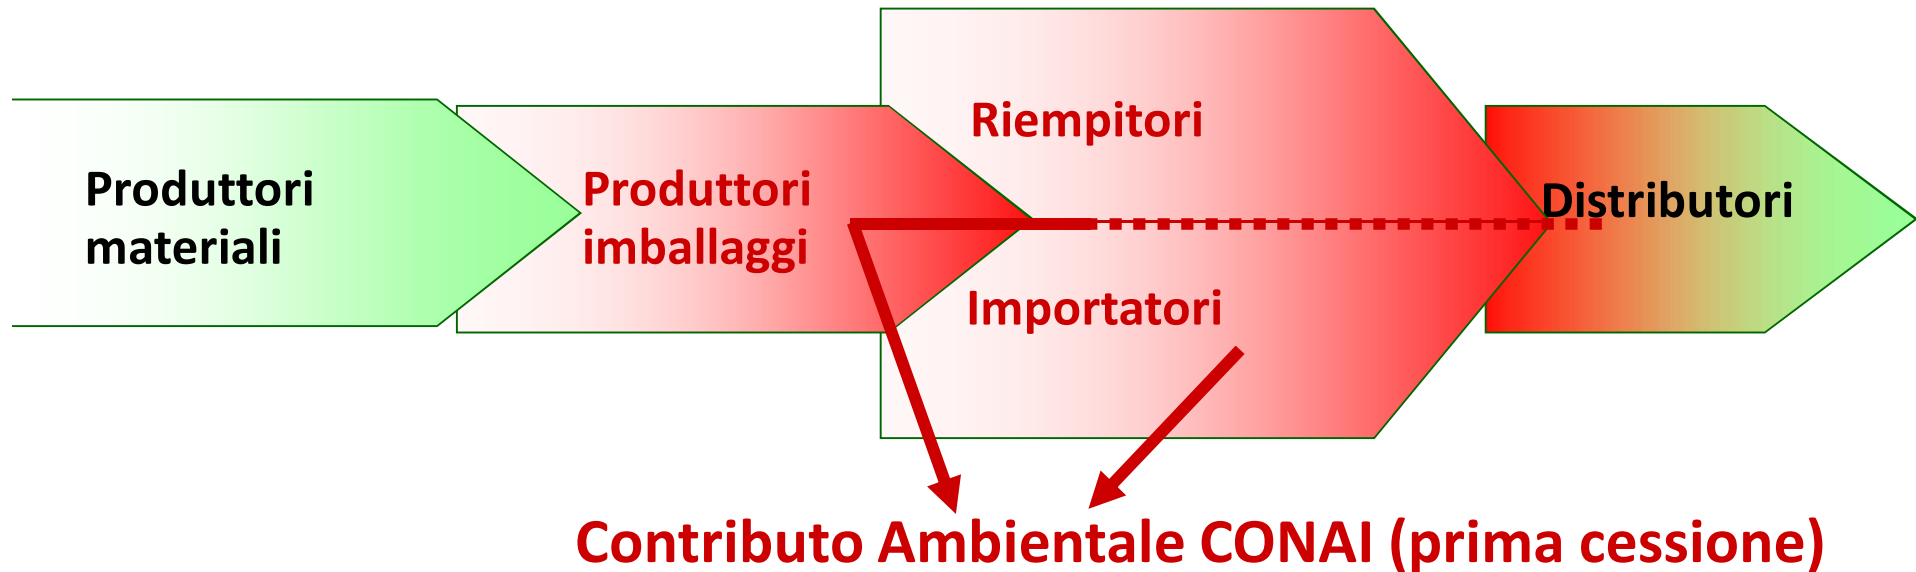 Produttori
materiali
Produttori
imballaggi
Riempitori
Importatori
Distributori
Contributo Ambientale CONAI (prima cessione)